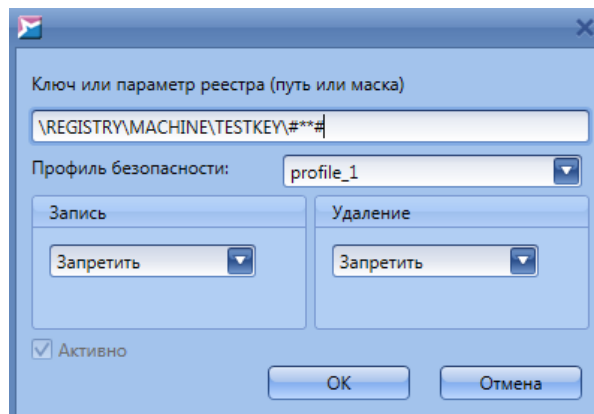 Ключ или параметр реестра (путь или маска)
\REGISTRY\MACHINE\TESTKEY\#**#
Профиль безопасности: profile_1
Запись Удаление
Запретить Запретить
Активно
ОК Отмена